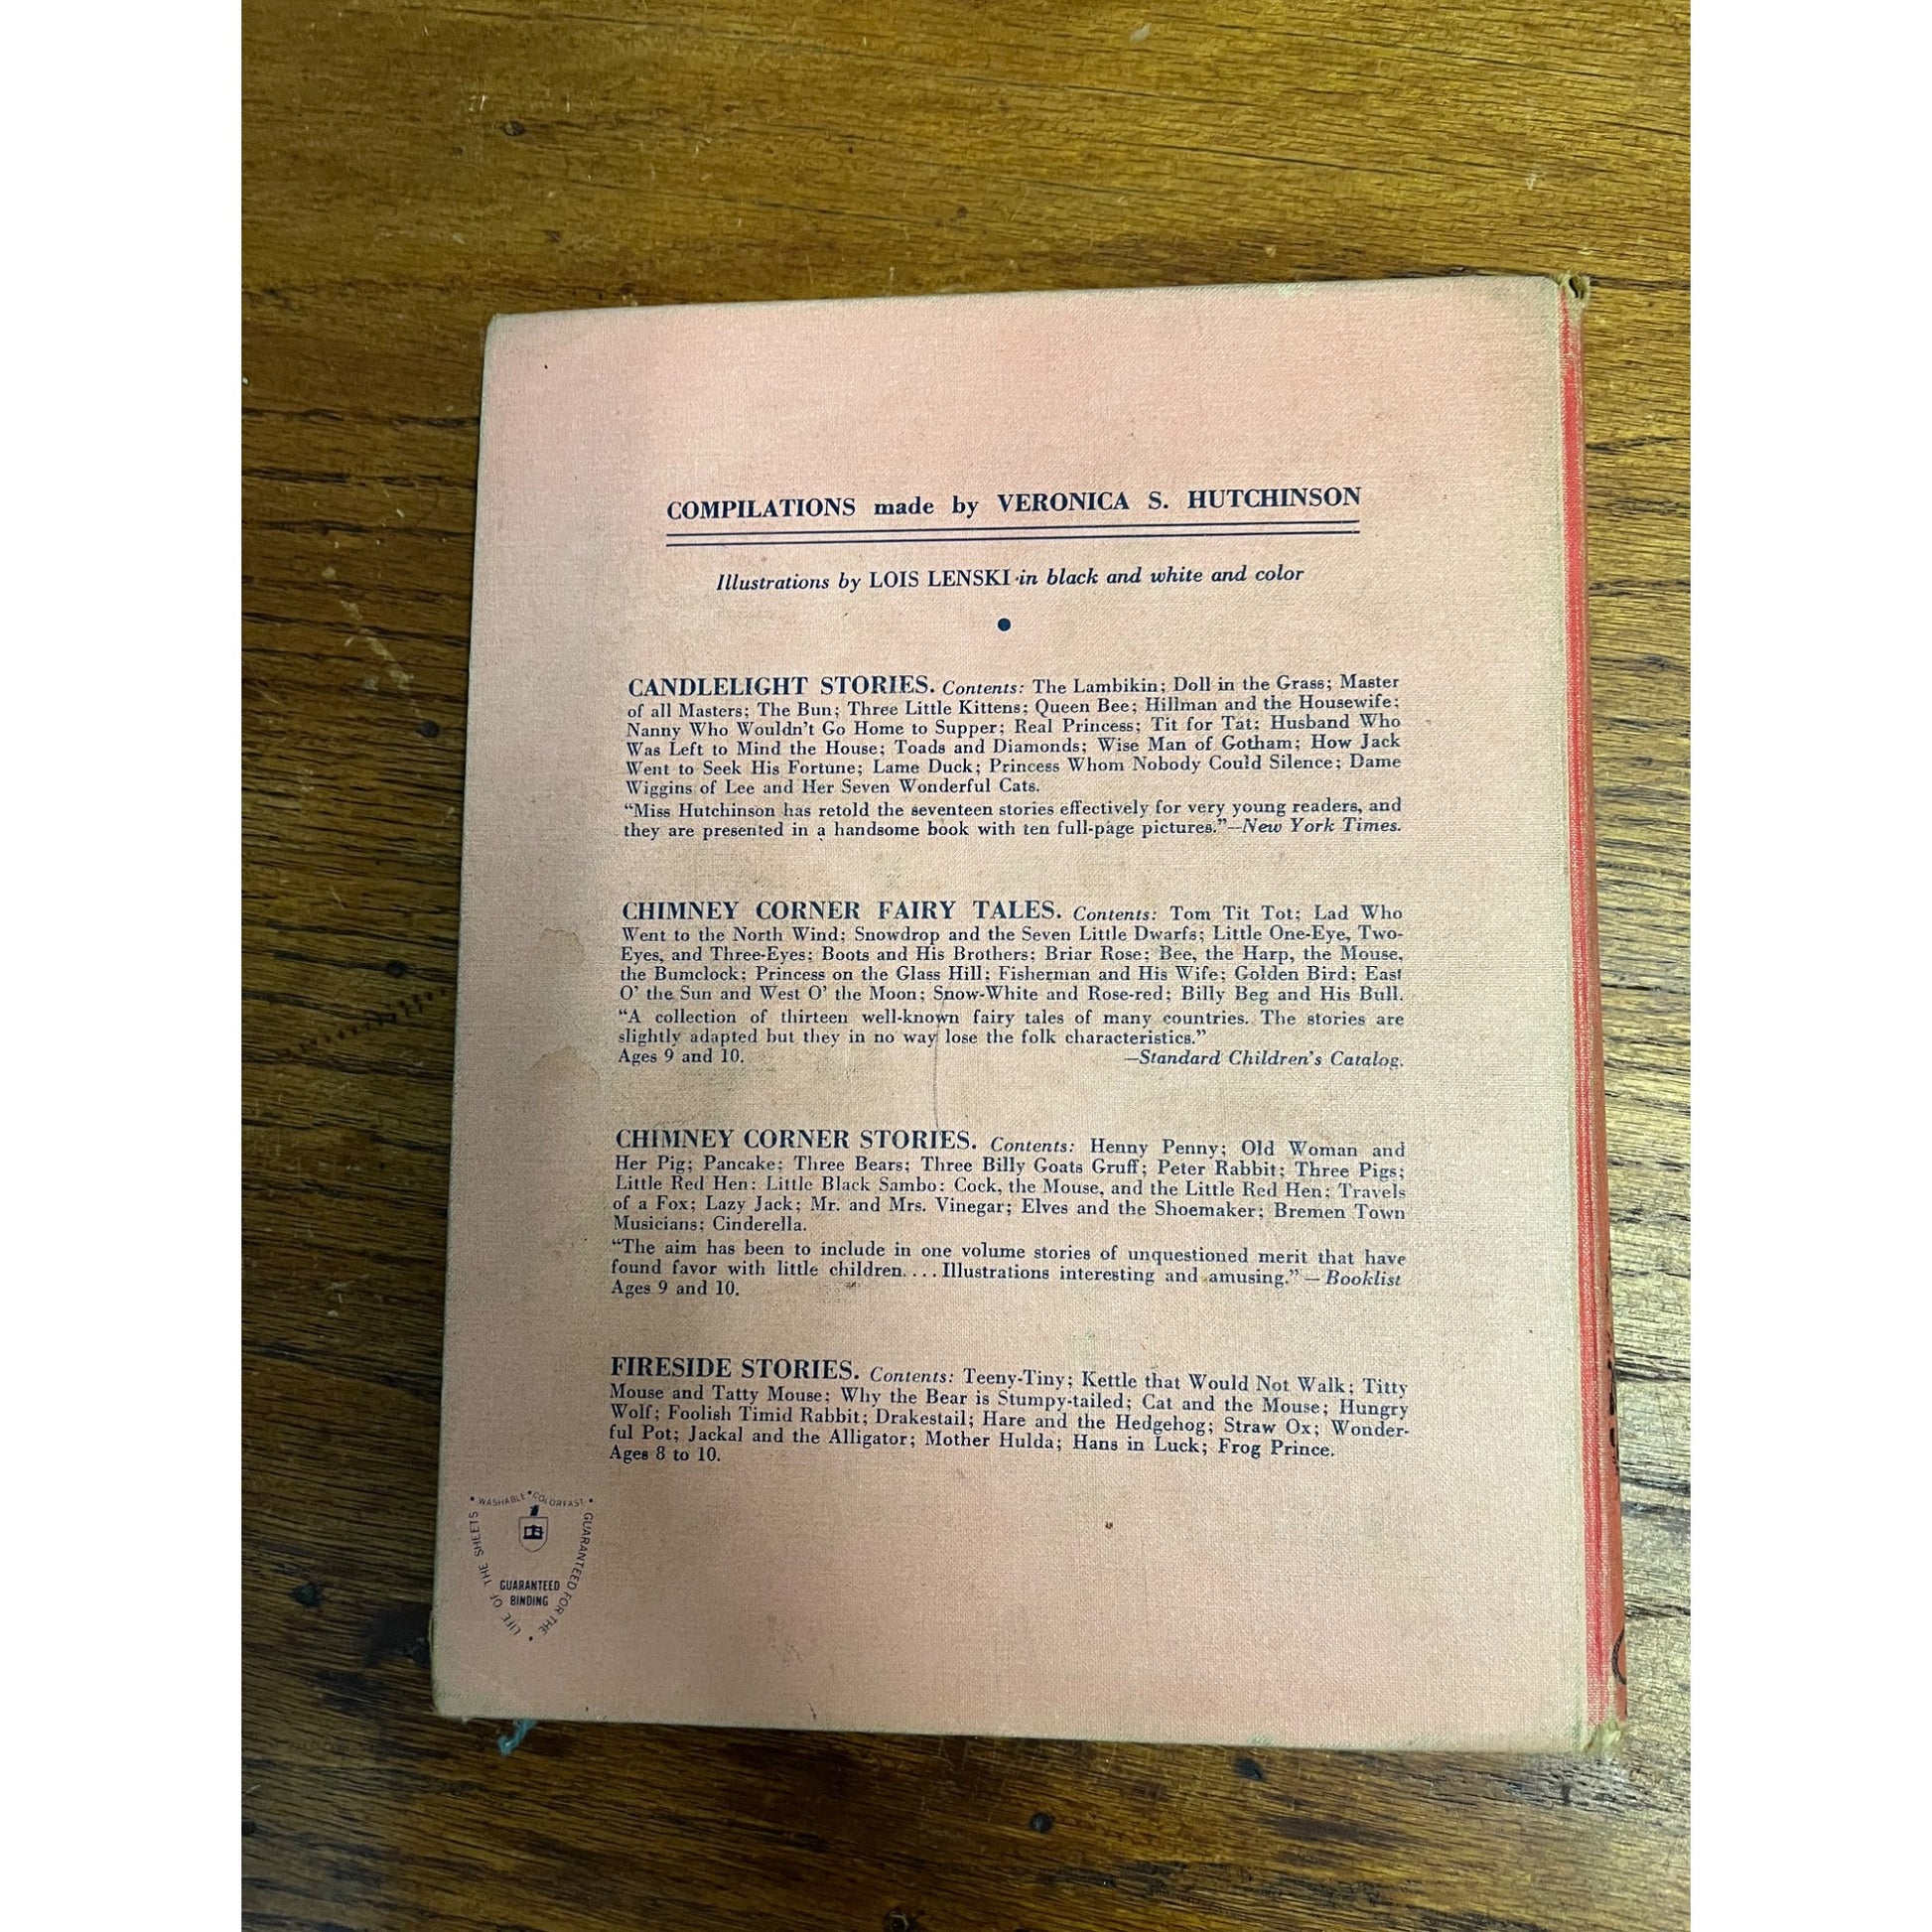 COMPILATIONS made by VERONICA S. HUTCHINSON
Illustrations by LOIS LENSKI in black and white and color
CANDLELIGHT STORIES. Contents: The Lambikin; Doll in the Grass; Master
of all Masters; The Bun; Three Little Kittens; Queen Bee; Hillman and the Housewife;
Nanny Who Wouldn't Go Home to Supper; Real Princess; Tit for Tat; Husband Who
Was Left to Mind the House; Toads and Diamonds; Wise Man of Gotham; How Jack
Went to Seek His Fortune; Lame Duck; Princess Whom Nobody Could Silence; Dame
Wiggins of Lee and Her Seven Wonderful Cats.
“Miss Hutchinson has retold the seventeen stories effectively for very young readers, and
they are presented in a handsome book with ten full-page pictures.”—New York Times.
CHIMNEY CORNER FAIRY TALES. Contents: Tom Tit Tot; Lad Who
Went to the North Wind; Snowdrop and the Seven Little Dwarfs; Little One-Eye, Two-
Eyes, and Three-Eyes; Boots and His Brothers; Briar Rose; Bee, the Harp, the Mouse,
the Bumclock; Princess on the Glass Hill; Fisherman and His Wife; Golden Bird; East
O' the Sun and West O' the Moon; Snow-White and Rose-red; Billy Beg and His Bull.
“A collection of thirteen well-known fairy tales of many countries. The stories are
slightly adapted but they in no way lose the folk characteristics.”
Ages 9 and 10. —Standard Children's Catalog.
CHIMNEY CORNER STORIES. Contents: Henny Penny; Old Woman and
Her Pig; Pancake; Three Bears; Three Billy Goats Gruff; Peter Rabbit; Three Pigs;
Little Red Hen; Little Black Sambo; Cock, the Mouse, and the Little Red Hen; Travels
of a Fox; Lazy Jack; Mr. and Mrs. Vinegar; Elves and the Shoemaker; Bremen Town
Musicians; Cinderella.
“The aim has been to include in one volume stories of unquestioned merit that have
found favor with little children. . . . Illustrations interesting and amusing.” — Booklist
Ages 9 and 10.
FIRESIDE STORIES. Contents: Teeny-Tiny; Kettle that Would Not Walk; Titty
Mouse and Tatty Mouse; Why the Bear is Stumpy-tailed; Cat and the Mouse; Hungry
Wolf; Foolish Timid Rabbit; Drakestail; Hare and the Hedgehog; Straw Ox; Wonder-
ful Pot; Jackal and the Alligator; Mother Hulda; Hans in Luck; Frog Prince.
Ages 8 to 10.
• WASHABLE • COLORFAST •
GUARANTEED FOR THE
• LIFE OF THE SHEETS
GUARANTEED
BINDING